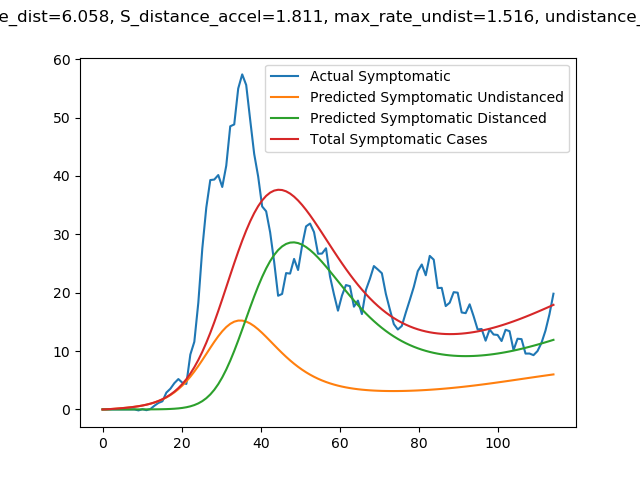 e_dist=6.058, S_distance_accel=1.811, max_rate_undist=1.516, undistance_
60
50
40
30
20
10
0
Actual Symptomatic
Predicted Symptomatic Undistanced
Predicted Symptomatic Distanced
Total Symptomatic Cases
0 20 40 60 80 100